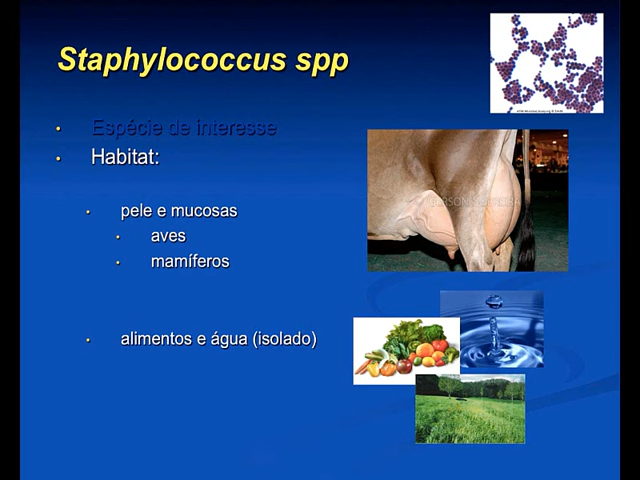 Staphylococcus spp
• Espécie de interesse
• Habitat:
• pele e mucosas
• aves
• mamíferos
• alimentos e água (isolado)